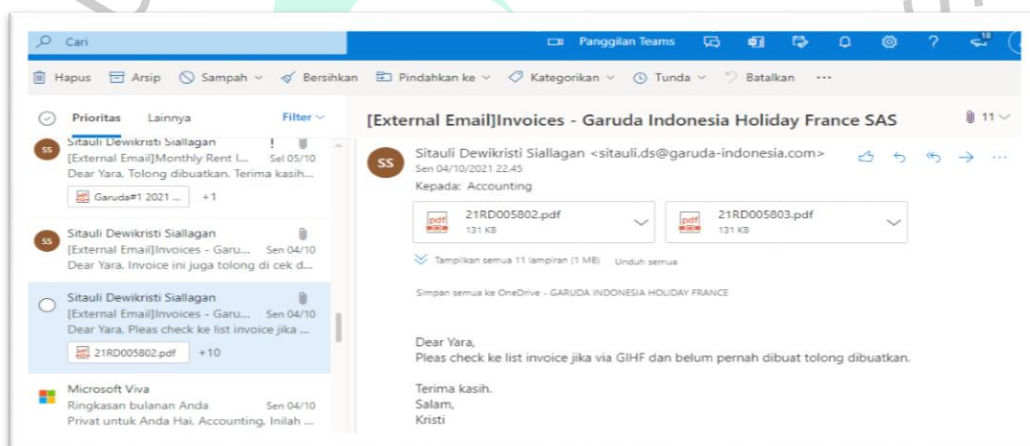 Cari
Panggilan Teams
18
Hapus Arsip Sampah Bersihkan Pindahkan ke Kategorikan Tunda Batalkan ...
Prioritas Lainnya Filter
SS
Sitauli Dewikristi Siallagan !
[External Email]Monthly Rent I... Sel 05/10
Dear Yara, Tolong dibuatkan. Terima kasih...
Garuda#1 2021 ... +1
SS
Sitauli Dewikristi Siallagan
[External Email]Invoices - Garu... Sen 04/10
Dear Yara, Invoice ini juga tolong di cek d...
Sitauli Dewikristi Siallagan
[External Email]Invoices - Garu... Sen 04/10
Dear Yara, Pleas check ke list invoice jika ...
21RD005802.pdf +10
Microsoft Viva
Ringkasan bulanan Anda Sen 04/10
Privat untuk Anda Hai, Accounting. Inilah ...
[External Email]Invoices - Garuda Indonesia Holiday France SAS 11
SS
Sitauli Dewikristi Siallagan <sitauli.ds@garuda-indonesia.com>
Sen 04/10/2021 22.45
Kepada: Accounting
pdf 21RD005802.pdf
131 KB
pdf 21RD005803.pdf
131 KB
Tampilkan semua 11 lampiran (1 MB) Unduh semua
Simpan semua ke OneDrive - GARUDA INDONESIA HOLIDAY FRANCE
Dear Yara,
Pleas check ke list invoice jika via GIHF dan belum pernah dibuat tolong dibuatkan.
Terima kasih.
Salam,
Kristi